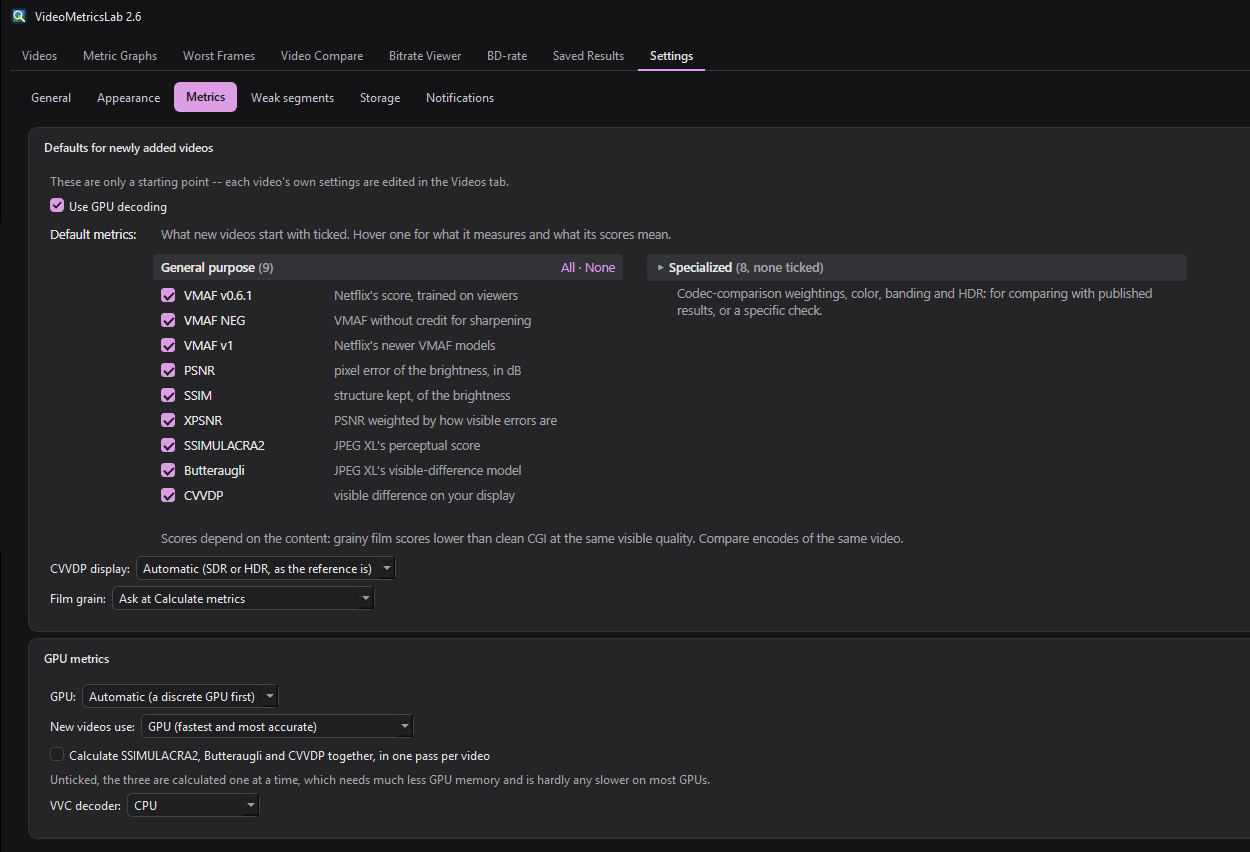 VideoMetricsLab 2.6
Videos Metric Graphs Worst Frames Video Compare Bitrate Viewer BD-rate Saved Results Settings
General Appearance Metrics Weak segments Storage Notifications
Defaults for newly added videos
These are only a starting point -- each video's own settings are edited in the Videos tab.
Use GPU decoding
Default metrics: What new videos start with ticked. Hover one for what it measures and what its scores mean.
General purpose (9) All · None
VMAF v0.6.1 Netflix's score, trained on viewers
VMAF NEG VMAF without credit for sharpening
VMAF v1 Netflix's newer VMAF models
PSNR pixel error of the brightness, in dB
SSIM structure kept, of the brightness
XPSNR PSNR weighted by how visible errors are
SSIMULACRA2 JPEG XL's perceptual score
Butteraugli JPEG XL's visible-difference model
CVVDP visible difference on your display
▸ Specialized (8, none ticked)
Codec-comparison weightings, color, banding and HDR: for comparing with published
results, or a specific check.
Scores depend on the content: grainy film scores lower than clean CGI at the same visible quality. Compare encodes of the same video.
CVVDP display: Automatic (SDR or HDR, as the reference is)
Film grain: Ask at Calculate metrics
GPU metrics
GPU: Automatic (a discrete GPU first)
New videos use: GPU (fastest and most accurate)
Calculate SSIMULACRA2, Butteraugli and CVVDP together, in one pass per video
Unticked, the three are calculated one at a time, which needs much less GPU memory and is hardly any slower on most GPUs.
VVC decoder: CPU